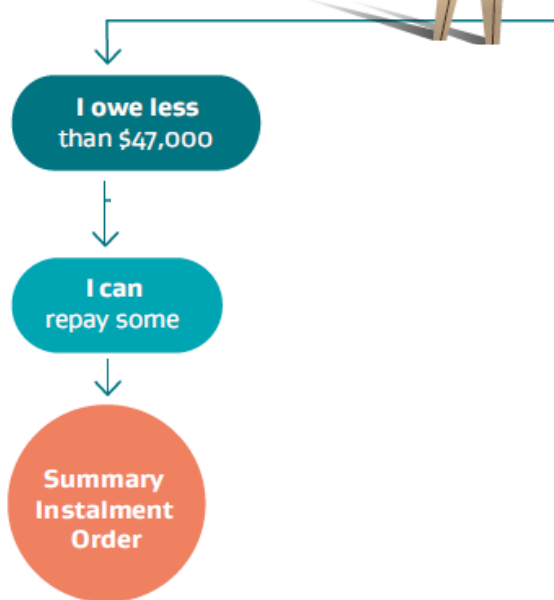 I owe less
than $47,000
I can
repay some
Summary
Instalment
Order